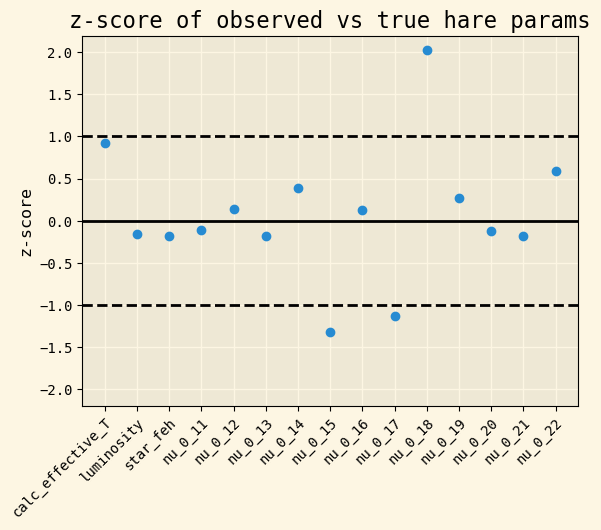 z-score of observed vs true hare params
z-score
2.0
1.5
1.0
0.5
0.0
−0.5
−1.0
−1.5
−2.0
calc_effective_T
luminosity
star_feh
nu_0_11
nu_0_12
nu_0_13
nu_0_14
nu_0_15
nu_0_16
nu_0_17
nu_0_18
nu_0_19
nu_0_20
nu_0_21
nu_0_22